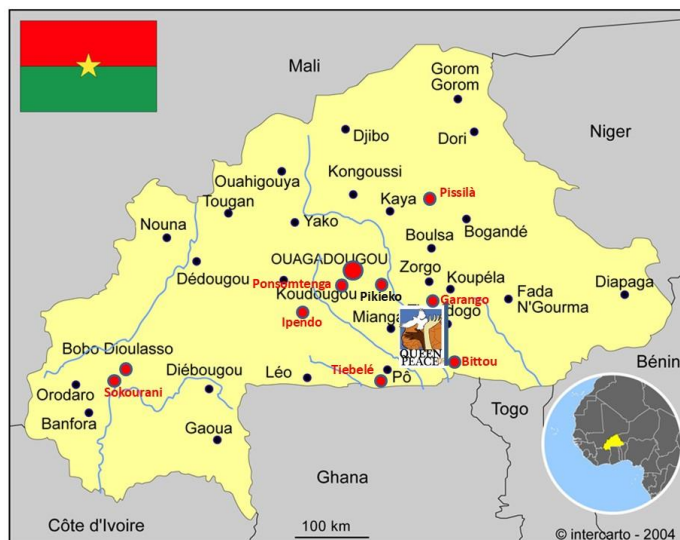 Mali
Niger
Gorom
Gorom
Djibo
Dori
Ouahigouya
Kongoussi
Pissilà
Tougan
Kaya
Nouna
Yako
Boulsa
Bogandé
OUAGADOUGOU
Zorgo
Dédougou
Ponsomtenga
Koupéla
Diapaga
Koudougou
Pikieko
Garango
Fada
N'Gourma
Ipendo
Mianga
dogo
QUEEN
PEACE
Bobo Dioulasso
Bittou
Bénin
Tiebelé
Pô
Léo
Diébougou
Sokourani
Orodaro
Banfora
Togo
Gaoua
Ghana
Côte d'Ivoire
100 km
© intercarto - 2004